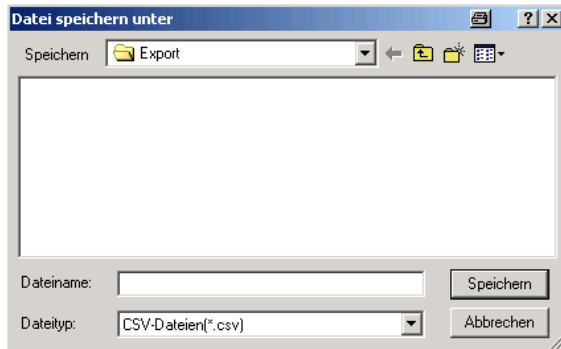 Datei speichern unter
Speichern Export
Dateiname: Speichern
Dateityp: CSV-Dateien(*.csv) Abbrechen